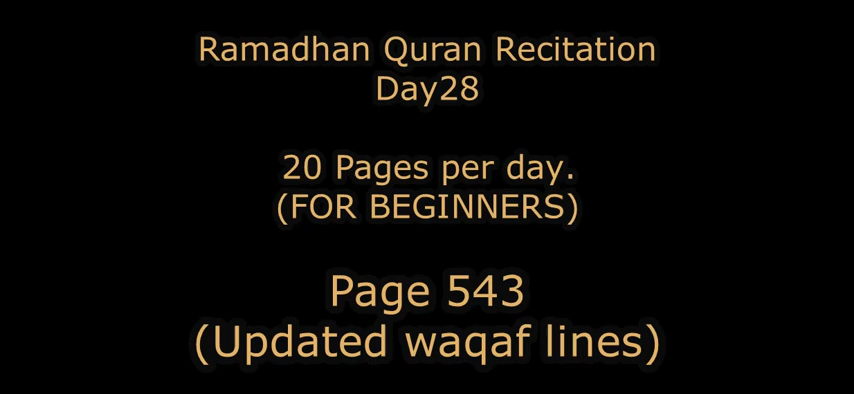 Ramadhan Quran Recitation
Day28
20 Pages per day.
(FOR BEGINNERS)
Page 543
(Updated waqaf lines)